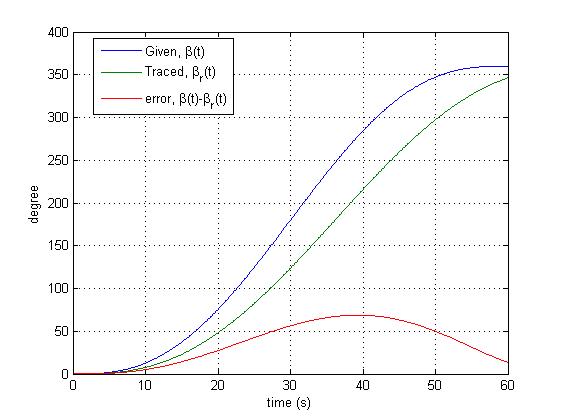 400
350
300
250
200
150
100
50
0
degree
Given, β(t)
Traced, βr(t)
error, β(t)-βr(t)
0 10 20 30 40 50 60
time (s)